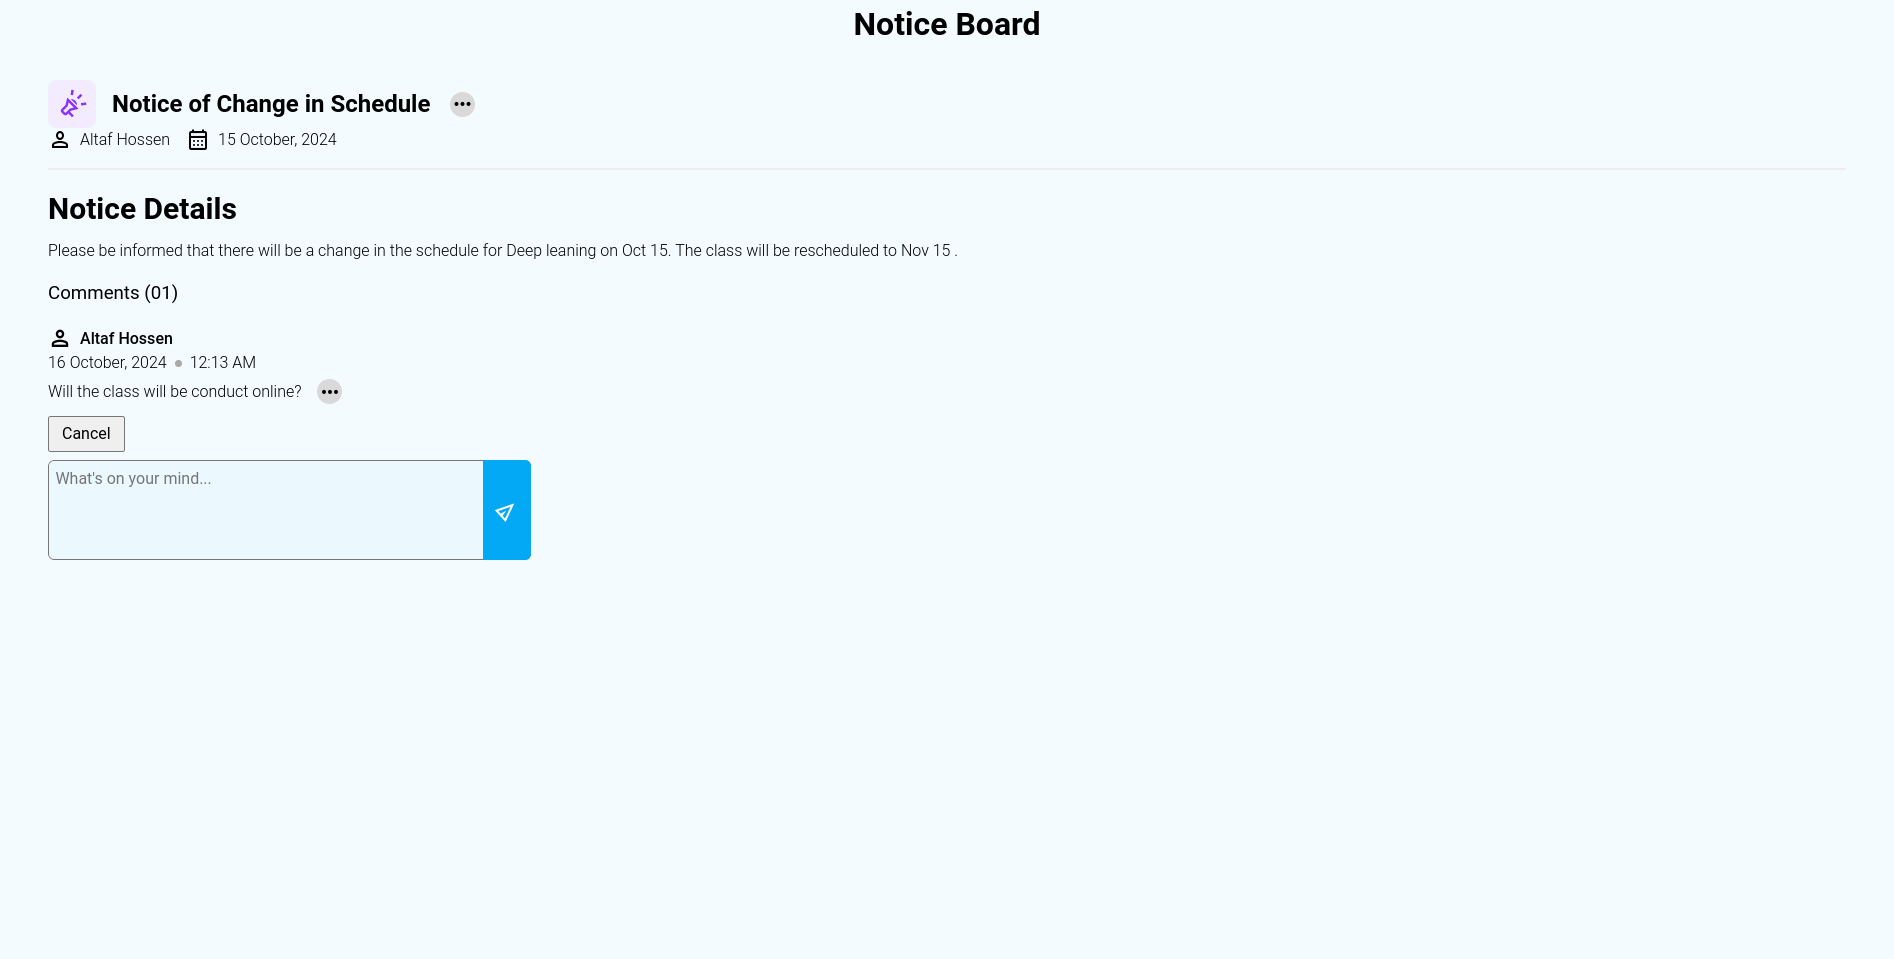 Notice Board
Notice of Change in Schedule
Altaf Hossen 15 October, 2024
Notice Details
Please be informed that there will be a change in the schedule for Deep leaning on Oct 15. The class will be rescheduled to Nov 15 .
Comments (01)
Altaf Hossen
16 October, 2024 12:13 AM
Will the class will be conduct online?
Cancel
What's on your mind...